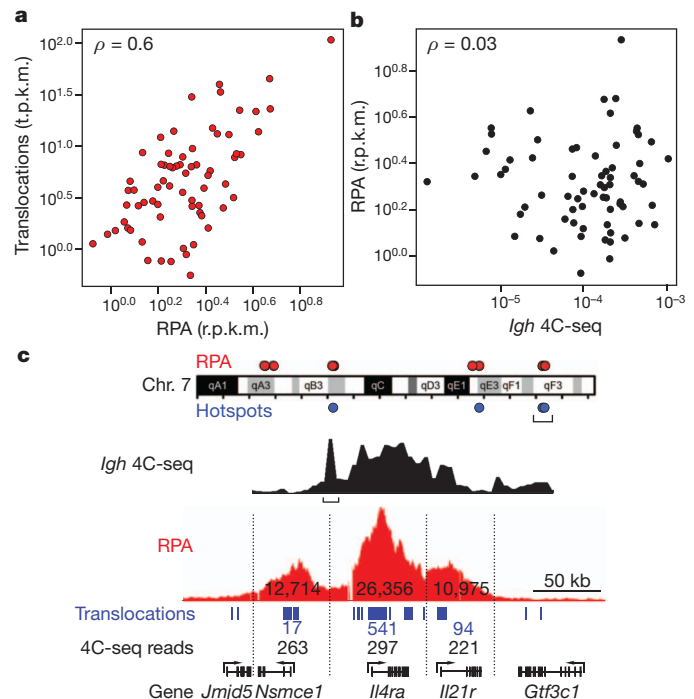 a
ρ = 0.6
Translocations (t.p.k.m.)
10^2.0
10^1.5
10^1.0
10^0.5
10^0.0
10^0.0 10^0.2 10^0.4 10^0.6 10^0.8
RPA (r.p.k.m.)
b
ρ = 0.03
RPA (r.p.k.m.)
10^0.8
10^0.6
10^0.4
10^0.2
10^0.0
10^−5 10^−4 10^−3
Igh 4C-seq
c
RPA
Chr. 7 qA1 qA3 qB3 qC qD3 qE1 qE3 qF1 qF3
Hotspots
Igh 4C-seq
RPA
12,714 26,356 10,975
50 kb
Translocations
17 541 94
4C-seq reads 263 297 221
Gene Jmjd5 Nsmce1 Il4ra Il21r Gtf3c1